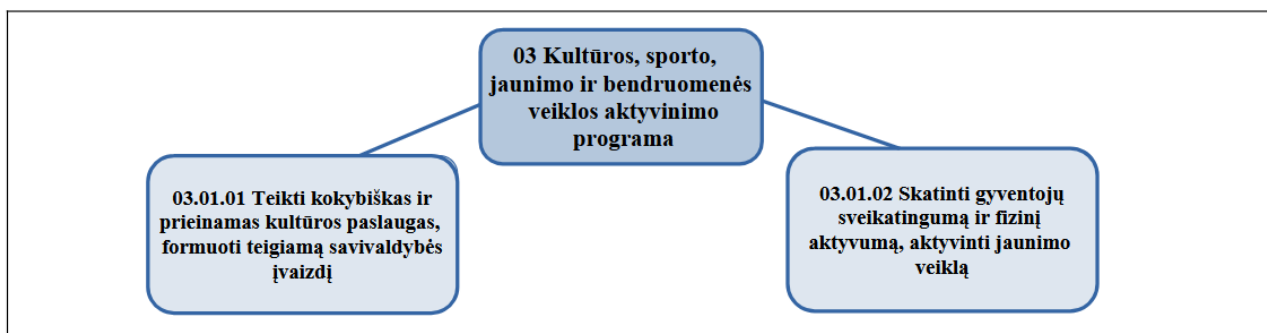 03 Kultūros, sporto,
jaunimo ir bendruomenės
veiklos aktyvinimo
programa
03.01.01 Teikti kokybiškas ir
prieinamas kultūros paslaugas,
formuoti teigiamą savivaldybės
įvaizdį
03.01.02 Skatinti gyventojų
sveikatingumą ir fizinį
aktyvumą, aktyvinti jaunimo
veiklą